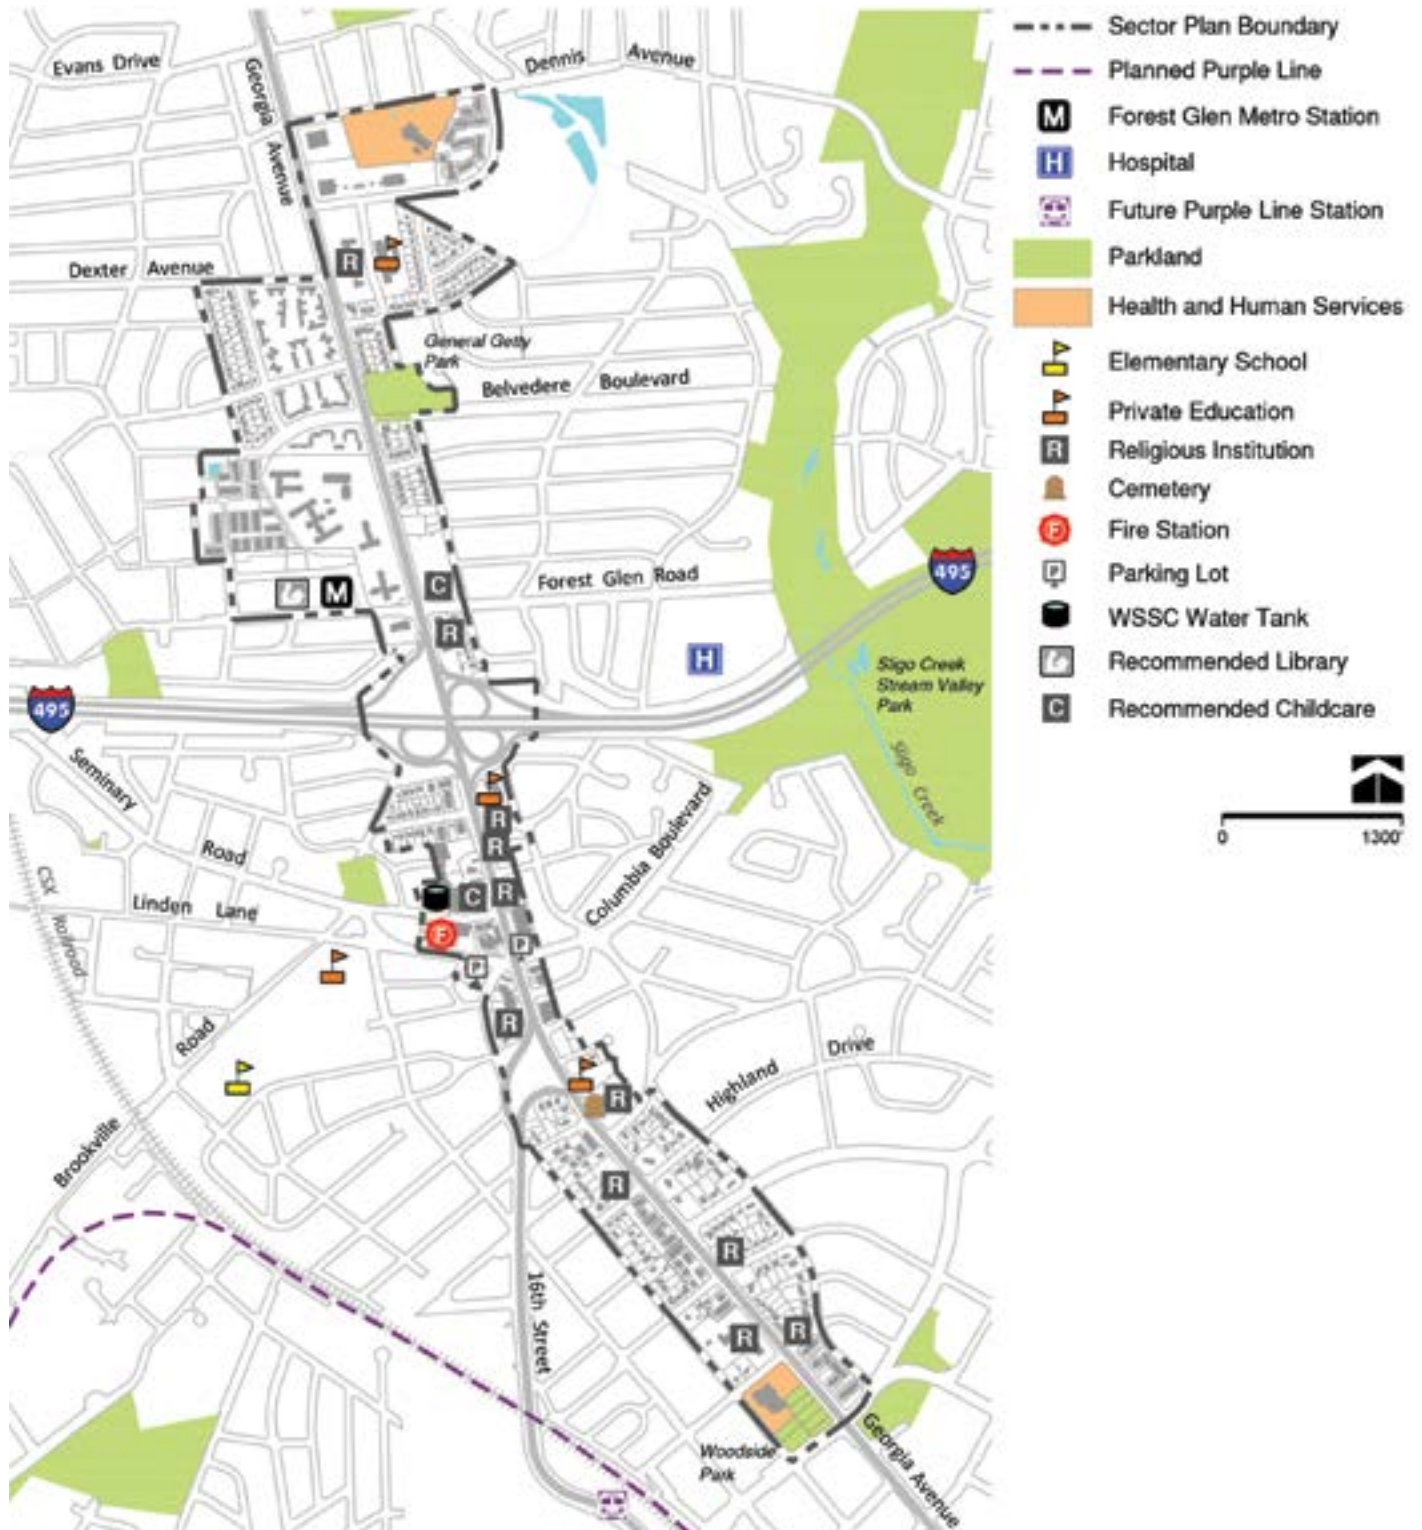 Sector Plan Boundary
Planned Purple Line
M Forest Glen Metro Station
H Hospital
Future Purple Line Station
Parkland
Health and Human Services
Elementary School
Private Education
R Religious Institution
Cemetery
F Fire Station
P Parking Lot
WSSC Water Tank
Recommended Library
C Recommended Childcare
0 1300'
Evans Drive
Georgia
Avenue
Dennis Avenue
R
Dexter Avenue
General Getty
Park
Belvedere Boulevard
M
C
Forest Glen Road
R
H
495
495
Sligo Creek
Stream Valley
Park
Sligo Creek
Seminary
Road
R
R
Columbia Boulevard
CSX Railroad
Linden Lane
C
R
F
P
P
R
Road
Brookville
Highland Drive
R
R
R
16th Street
R
R
Woodside
Park
Georgia Avenue